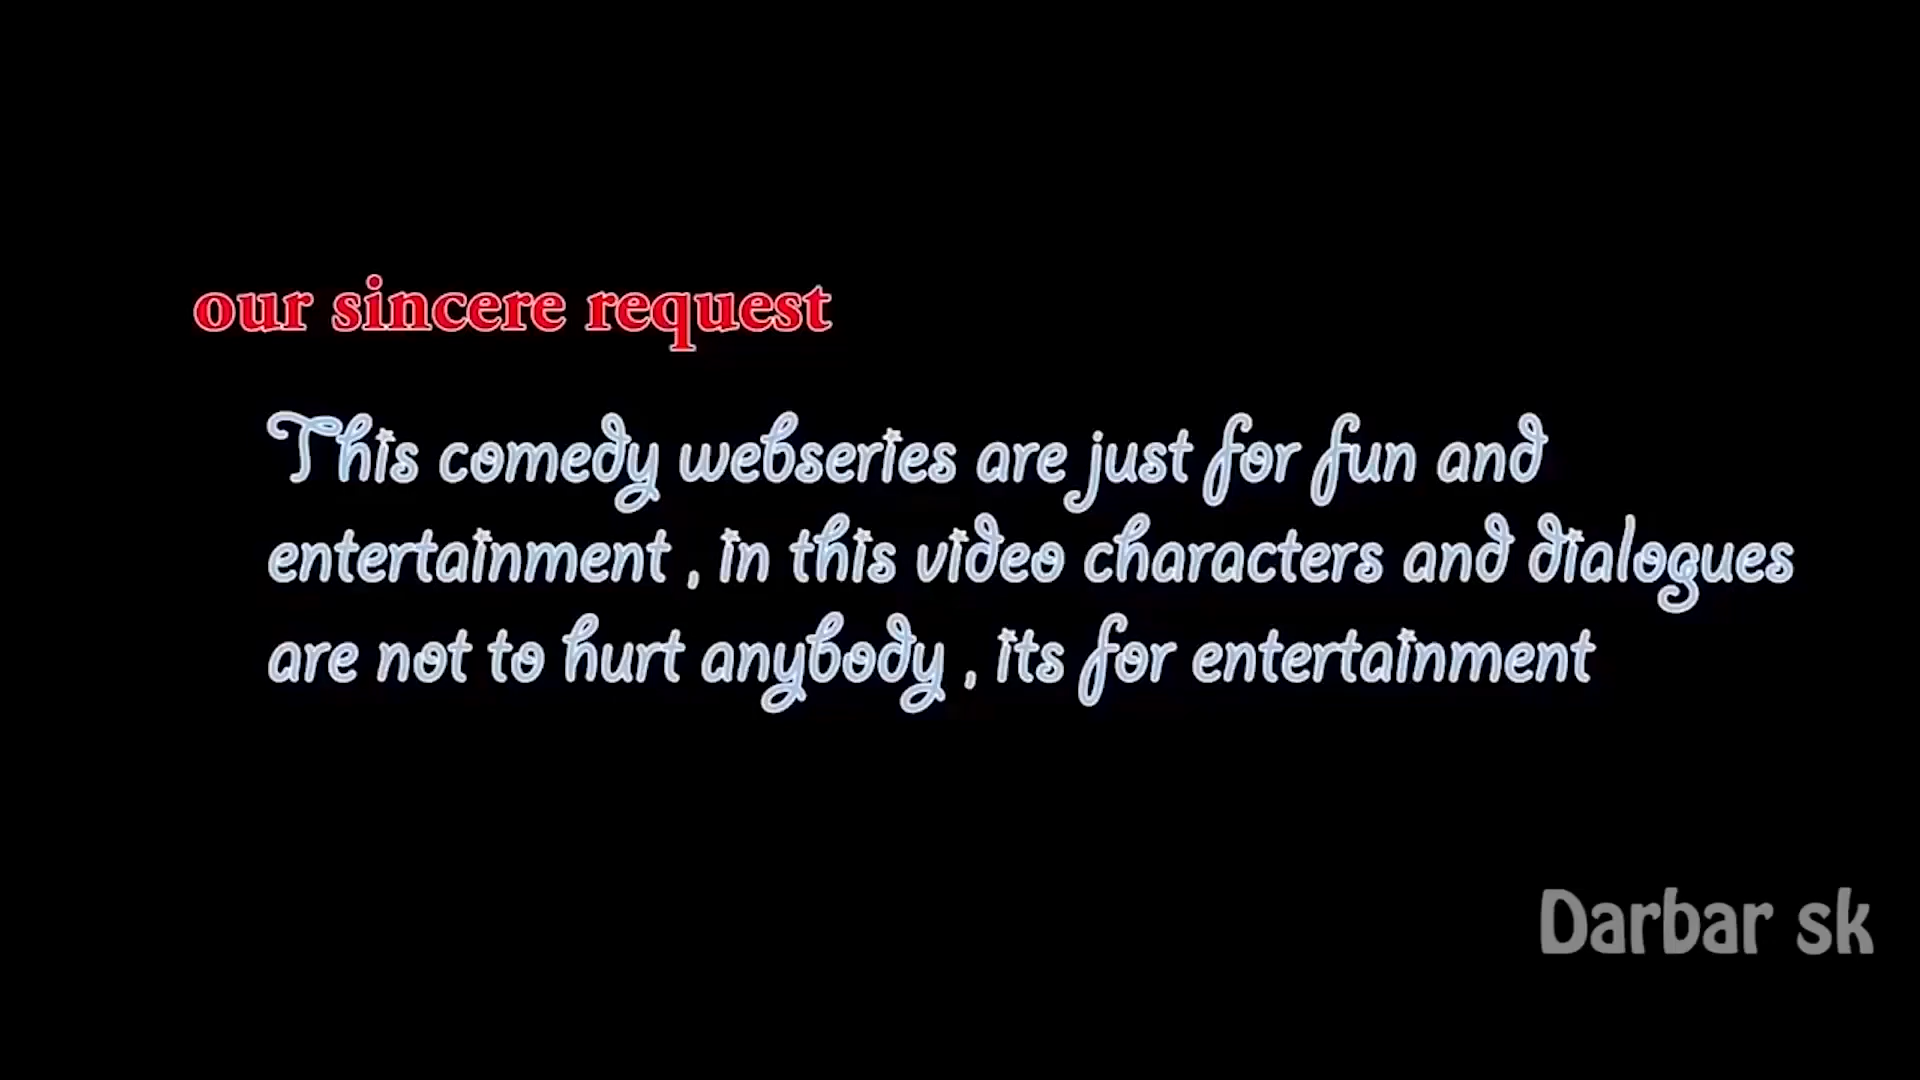 our sincere request
This comedy webseries are just for fun and
entertainment , in this video characters and dialogues
are not to hurt anybody , its for entertainment
Darbar sk